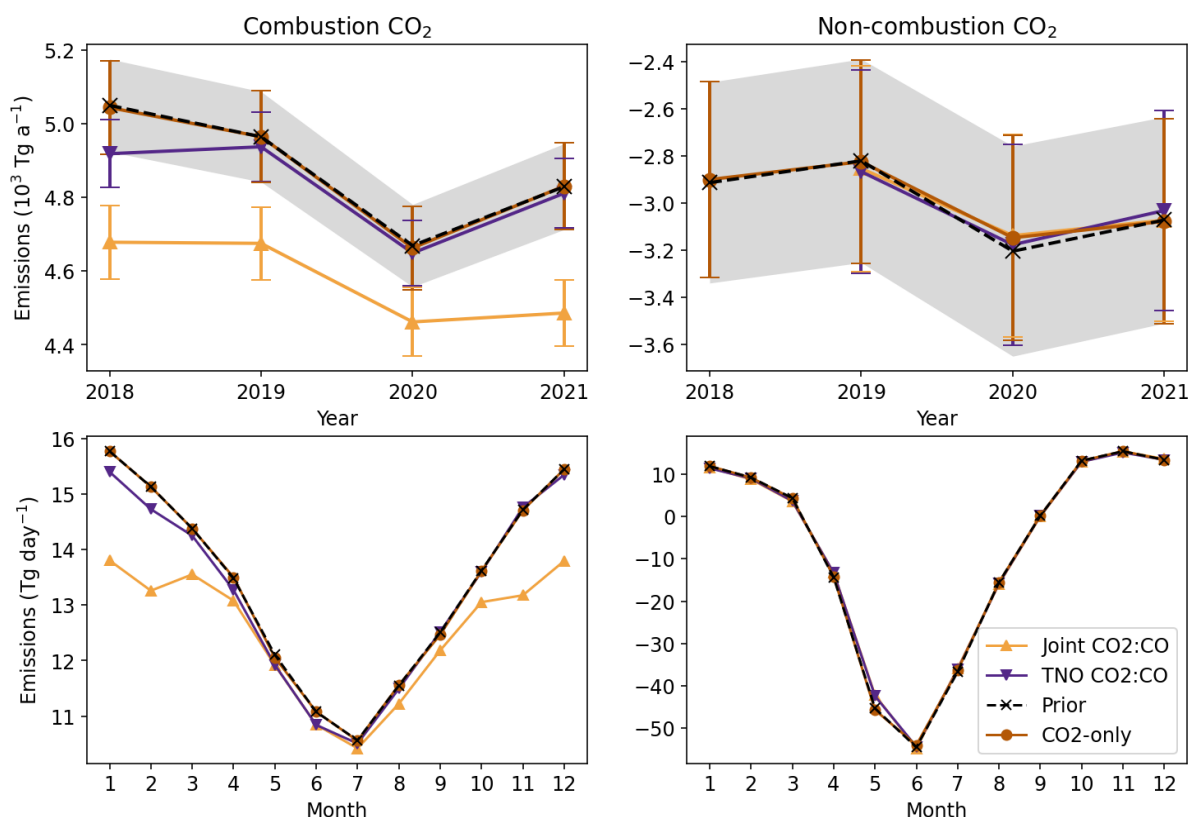 Combustion CO₂
Non-combustion CO₂
Emissions (10³ Tg a⁻¹)
5.2
5.0
4.8
4.6
4.4
2018 2019 2020 2021
Year
−2.4
−2.6
−2.8
−3.0
−3.2
−3.4
−3.6
2018 2019 2020 2021
Year
Emissions (Tg day⁻¹)
16
15
14
13
12
11
1 2 3 4 5 6 7 8 9 10 11 12
Month
10
0
−10
−20
−30
−40
−50
Joint CO2:CO
TNO CO2:CO
Prior
CO2-only
1 2 3 4 5 6 7 8 9 10 11 12
Month